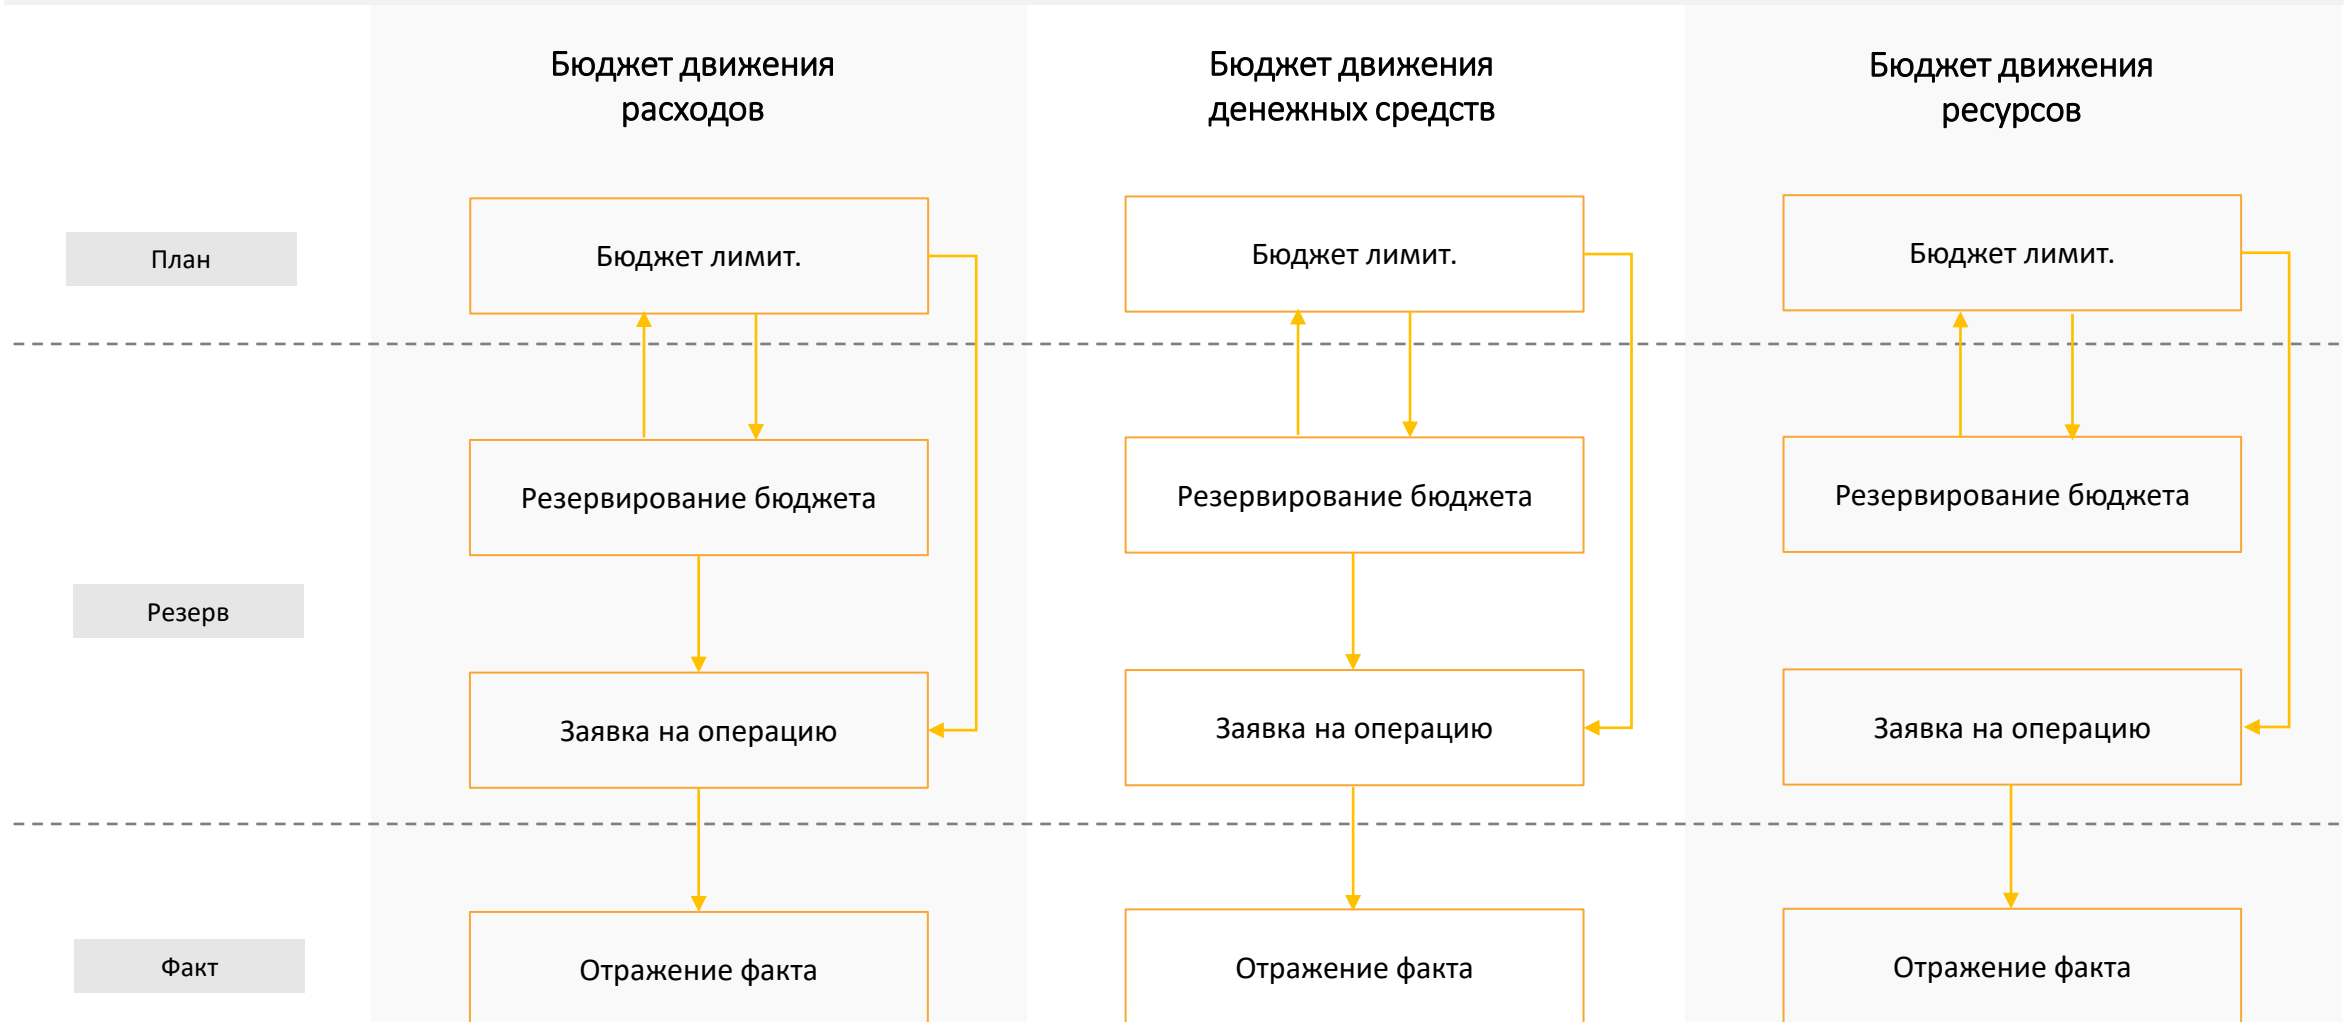 Бюджет движения
расходов
Бюджет движения
денежных средств
Бюджет движения
ресурсов
План
Бюджет лимит.
Бюджет лимит.
Бюджет лимит.
Резервирование бюджета
Резервирование бюджета
Резервирование бюджета
Резерв
Заявка на операцию
Заявка на операцию
Заявка на операцию
Факт
Отражение факта
Отражение факта
Отражение факта